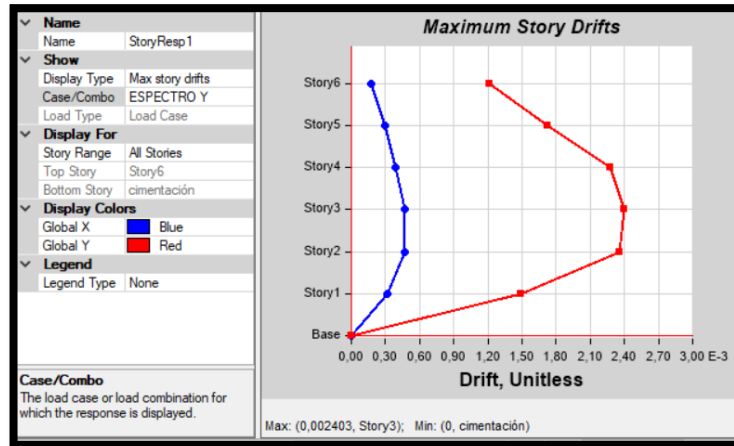 Name
Name StoryResp1
Show
Display Type Max story drifts
Case/Combo ESPECTRO Y
Load Type Load Case
Display For
Story Range All Stories
Top Story Story6
Bottom Story cimentación
Display Colors
Global X Blue
Global Y Red
Legend
Legend Type None
Case/Combo
The load case or load combination for
which the response is displayed.
Maximum Story Drifts
Story6
Story5
Story4
Story3
Story2
Story1
Base
0,00 0,30 0,60 0,90 1,20 1,50 1,80 2,10 2,40 2,70 3,00 E-3
Drift, Unitless
Max: (0,002403, Story3); Min: (0, cimentación)